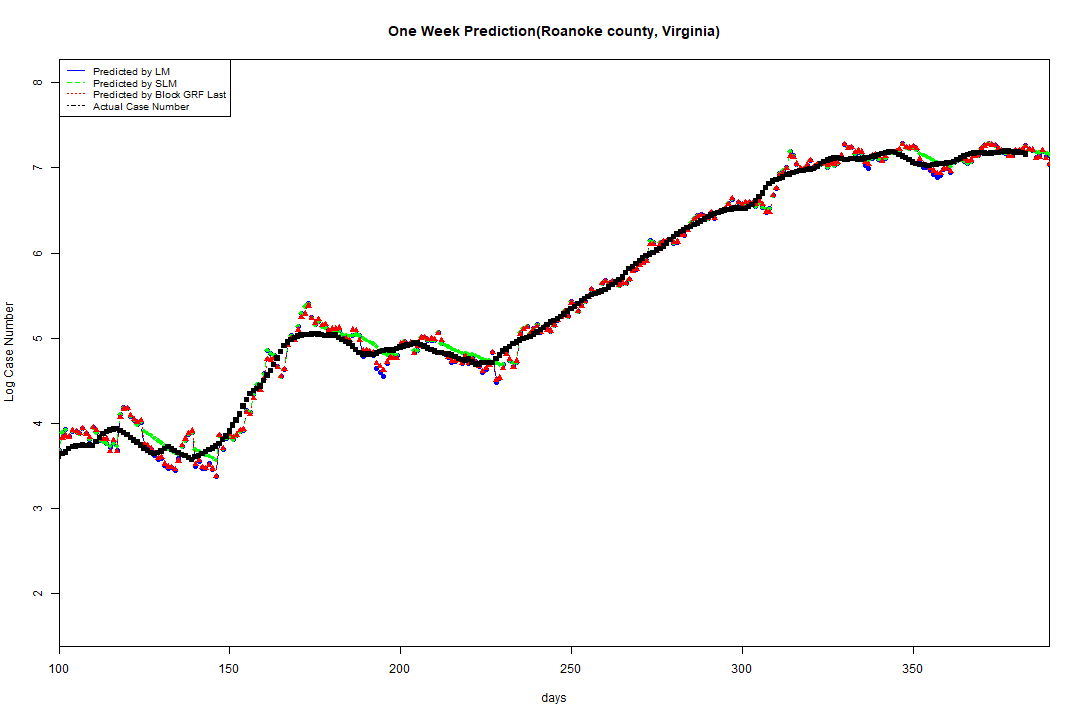 One Week Prediction(Roanoke county, Virginia)
Predicted by LM
Predicted by SLM
Predicted by Block GRF Last
Actual Case Number
Log Case Number
8
7
6
5
4
3
2
100 150 200 250 300 350
days